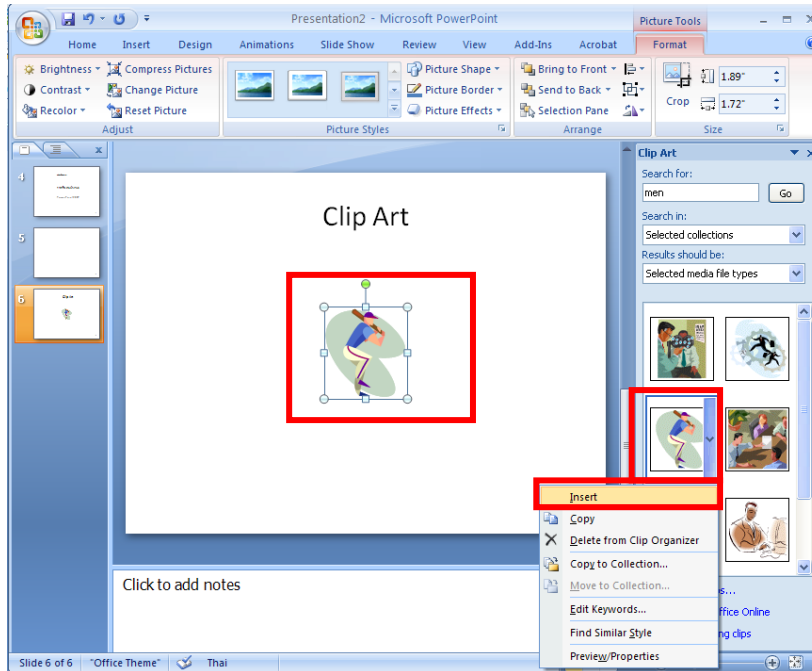 Presentation2 - Microsoft PowerPoint
Picture Tools
Home Insert Design Animations Slide Show Review View Add-Ins Acrobat Format
Brightness Compress Pictures Picture Shape Bring to Front 1.89"
Contrast Change Picture Picture Border Send to Back
Recolor Reset Picture Picture Effects Selection Pane Crop 1.72"
Adjust Picture Styles Arrange Size
Clip Art
Search for:
men Go
Search in:
Selected collections
Results should be:
Selected media file types
4
5
6
Clip Art
Insert
Copy
Delete from Clip Organizer
Copy to Collection...
Move to Collection...
Edit Keywords...
Find Similar Style
Preview/Properties
ffice Online
ng clips
Click to add notes
Slide 6 of 6 "Office Theme" Thai